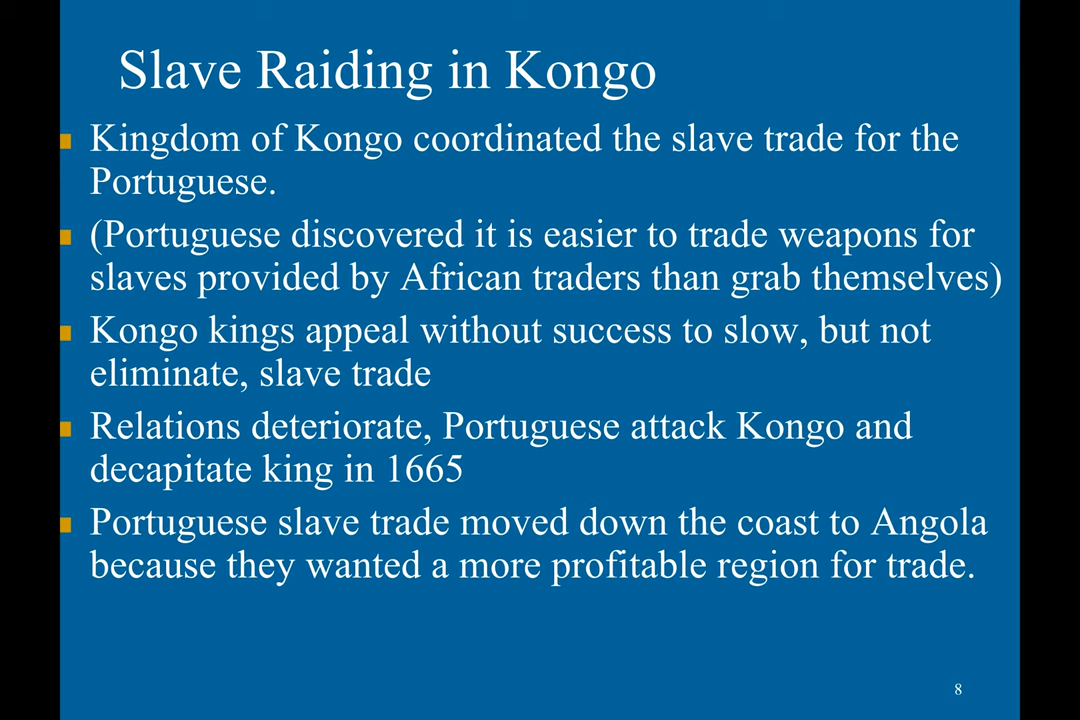 Slave Raiding in Kongo
Kingdom of Kongo coordinated the slave trade for the
Portuguese.
(Portuguese discovered it is easier to trade weapons for
slaves provided by African traders than grab themselves)
Kongo kings appeal without success to slow, but not
eliminate, slave trade
Relations deteriorate, Portuguese attack Kongo and
decapitate king in 1665
Portuguese slave trade moved down the coast to Angola
because they wanted a more profitable region for trade.
8